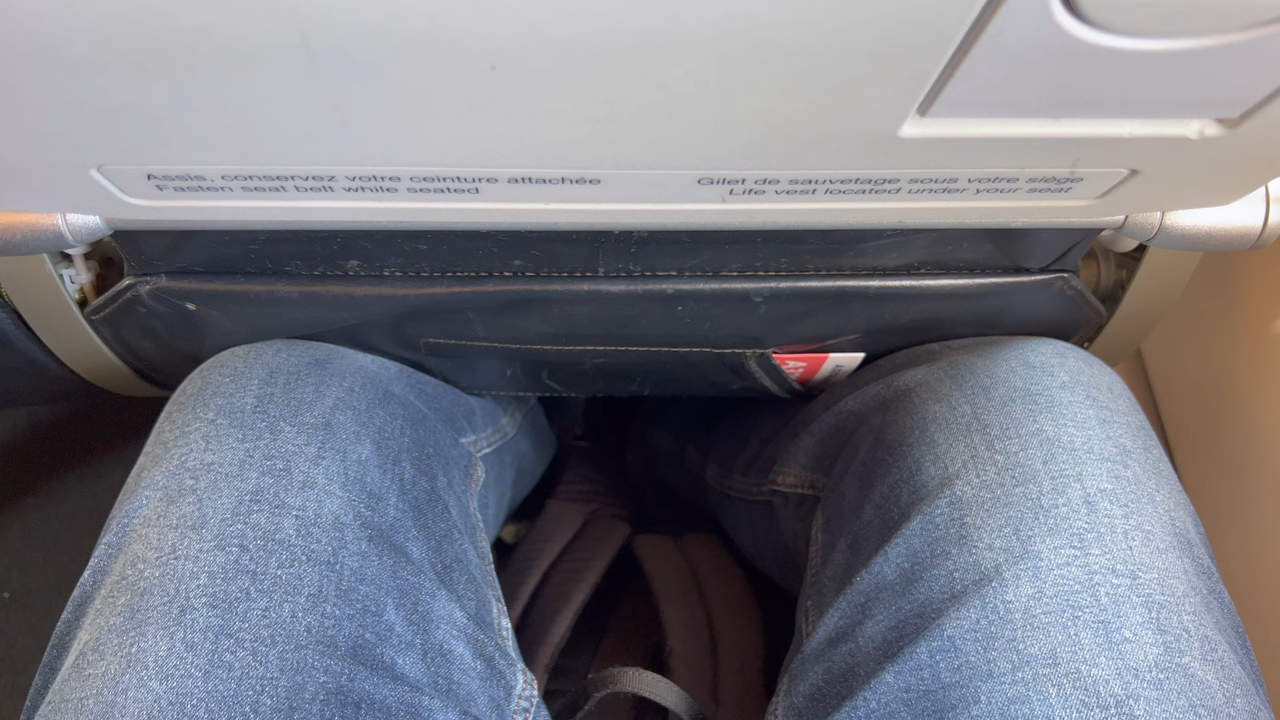 Assis, conservez votre ceinture attachée
Fasten seat belt while seated
Gilet de sauvetage sous votre siège
Life vest located under your seat